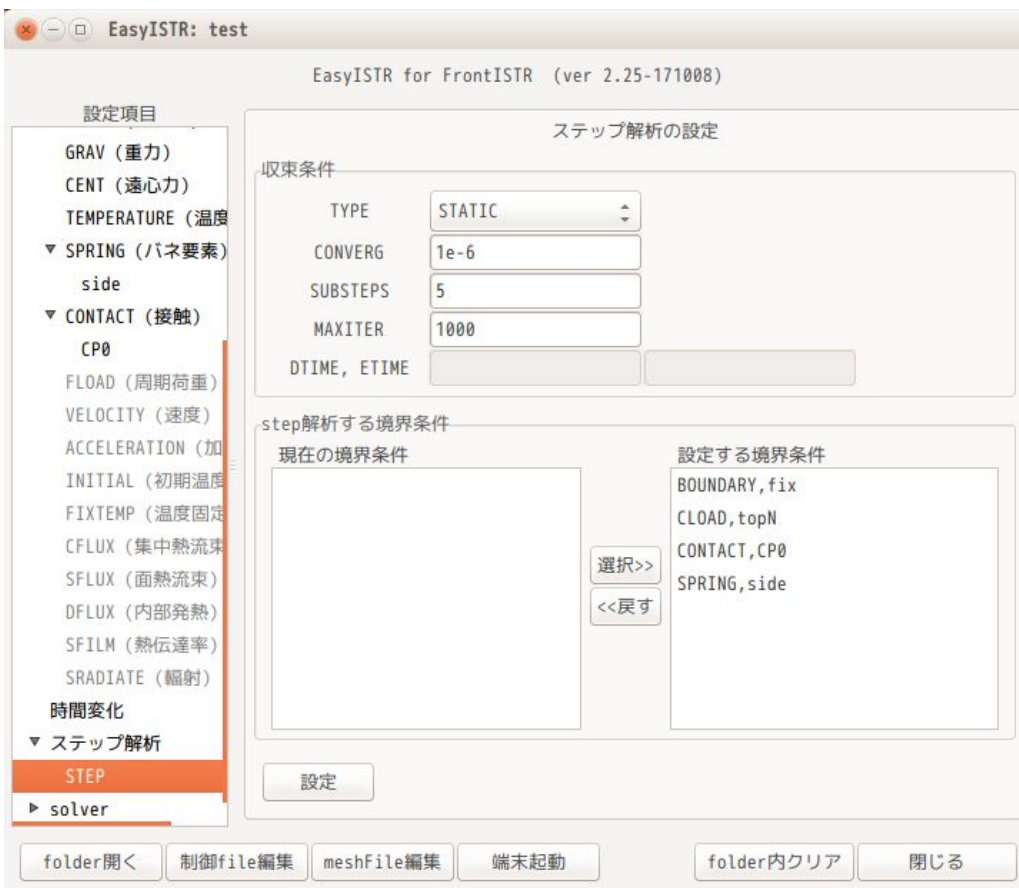 EasyISTR: test
EasyISTR for FrontISTR (ver 2.25-171008)
設定項目
GRAV (重力)
CENT (遠心力)
TEMPERATURE (温度
SPRING (バネ要素)
side
CONTACT (接触)
CP0
FLOAD (周期荷重)
VELOCITY (速度)
ACCELERATION (加
INITIAL (初期温度
FIXTEMP (温度固定
CFLUX (集中熱流束
SFLUX (面熱流束)
DFLUX (内部発熱)
SFILM (熱伝達率)
SRADIATE (輻射)
時間変化
ステップ解析
STEP
solver
ステップ解析の設定
収束条件
TYPE STATIC
CONVERG 1e-6
SUBSTEPS 5
MAXITER 1000
DTIME, ETIME
step解析する境界条件
現在の境界条件
選択>>
<<戻す
設定する境界条件
BOUNDARY,fix
CLOAD,topN
CONTACT,CP0
SPRING,side
設定
folder開く 制御file編集 meshFile編集 端末起動 folder内クリア 閉じる